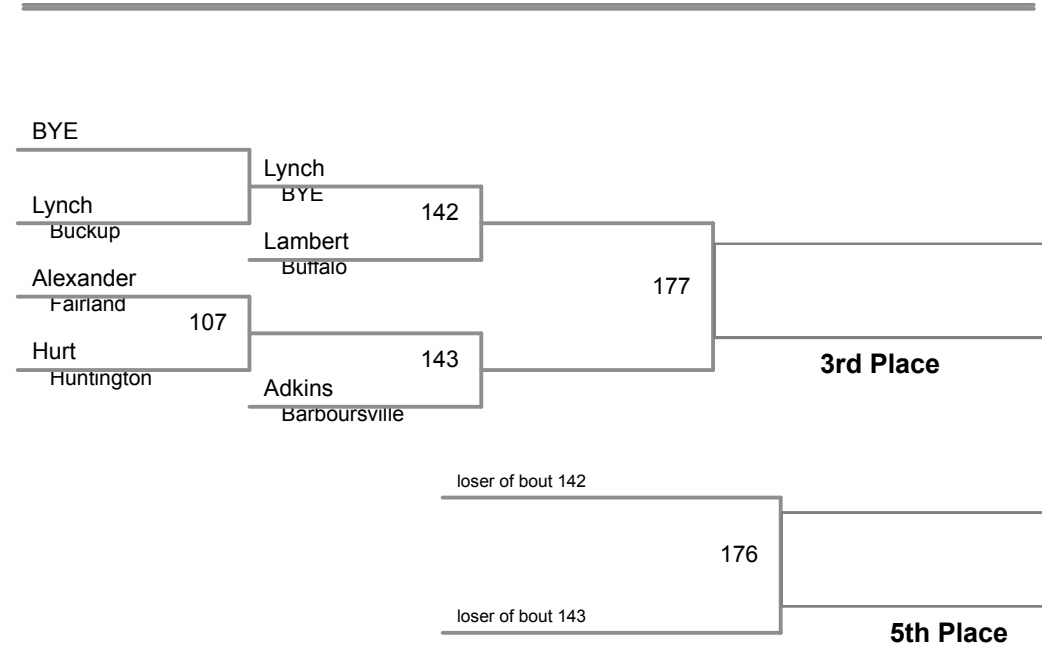 BYE
Lynch
BYE
Lynch
Buckup
142
Lambert
Buffalo
Alexander
Fairland
177
107
Hurt
Huntington
143
3rd Place
Adkins
Barboursville
loser of bout 142
176
loser of bout 143
5th Place